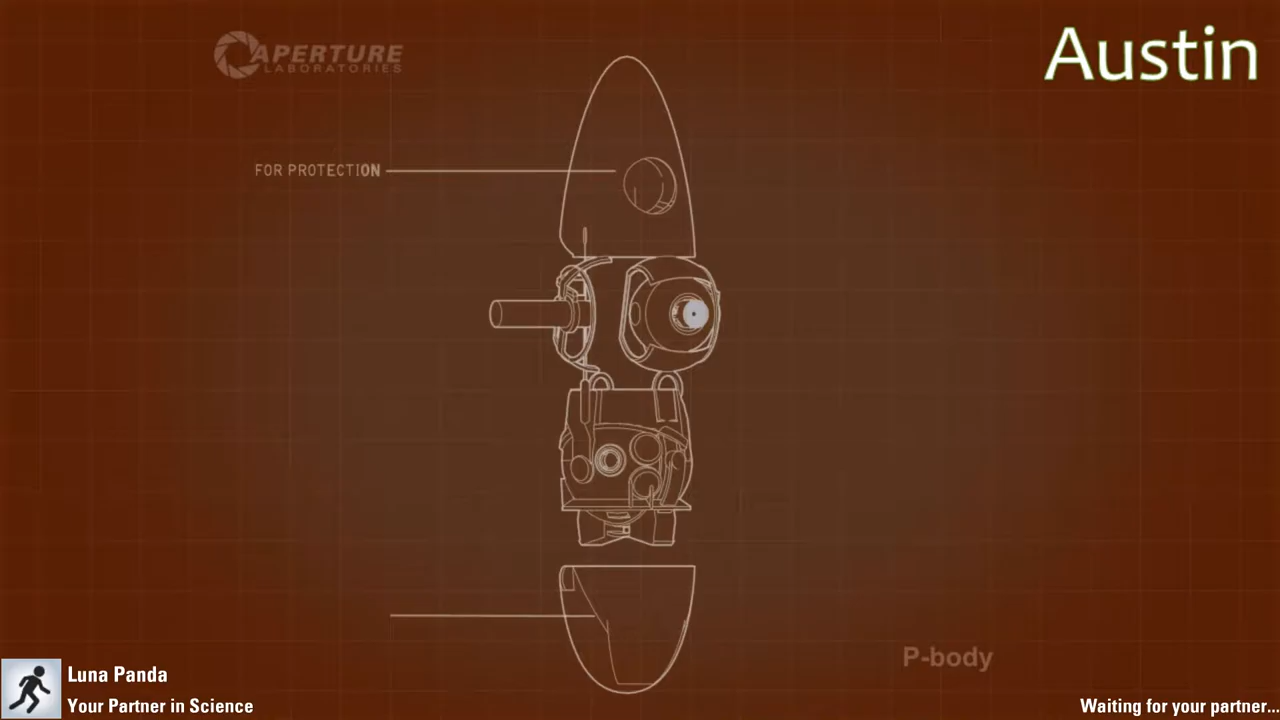 APERTURE
LABORATORIES
Austin
FOR PROTECTION
P-body
Luna Panda
Your Partner in Science
Waiting for your partner...